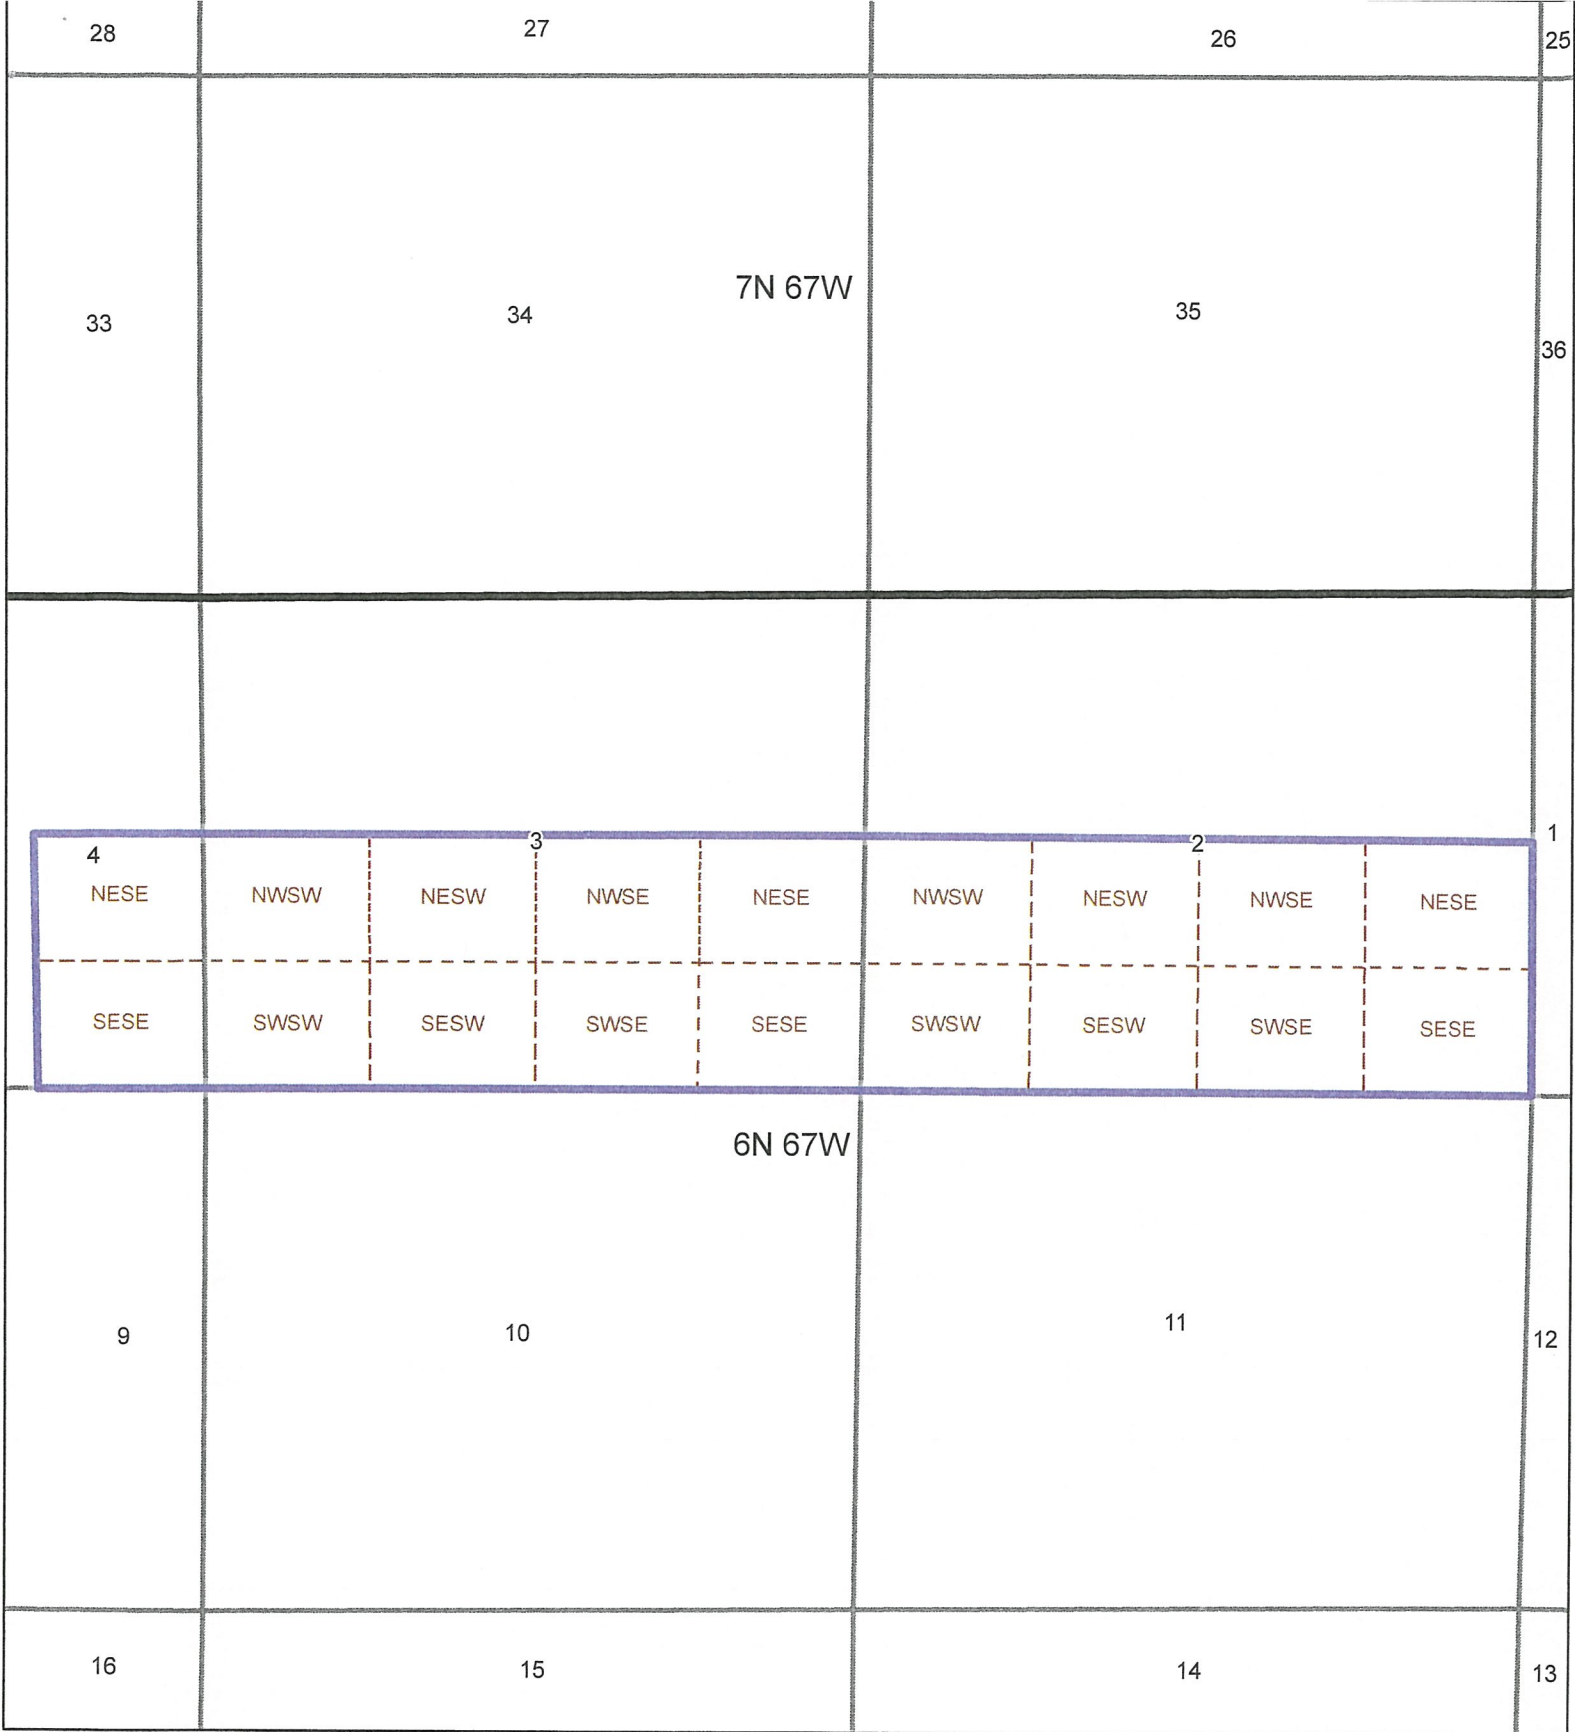 28 27 26 25
7N 67W
33 34 35 36
4 3 2 1
NESE NWSW NESW NWSE NESE NWSW NESW NWSE NESE
SESE SWSW SESW SWSE SESE SWSW SESW SWSE SESE
6N 67W
9 10 11 12
16 15 14 13